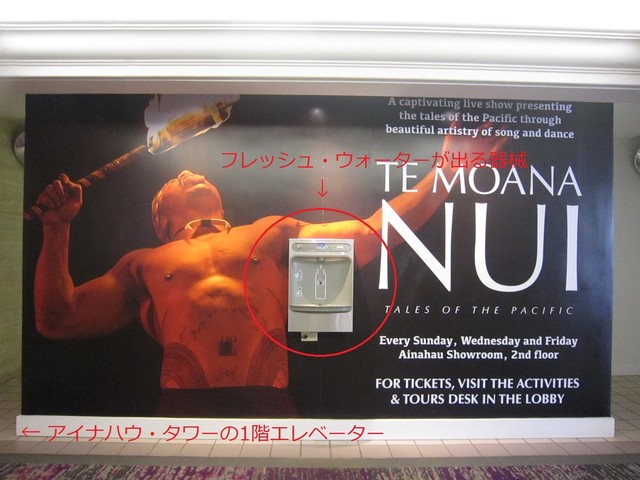 A captivating live show presenting
the tales of the Pacific through
beautiful artistry of song and dance
フレッシュ・ウォーターが出る器械
↓
TE MOANA
NUI
TALES OF THE PACIFIC
Every Sunday, Wednesday and Friday
Ainahau Showroom, 2nd floor
FOR TICKETS, VISIT THE ACTIVITIES
& TOURS DESK IN THE LOBBY
← アイナハウ・タワーの1階エレベーター